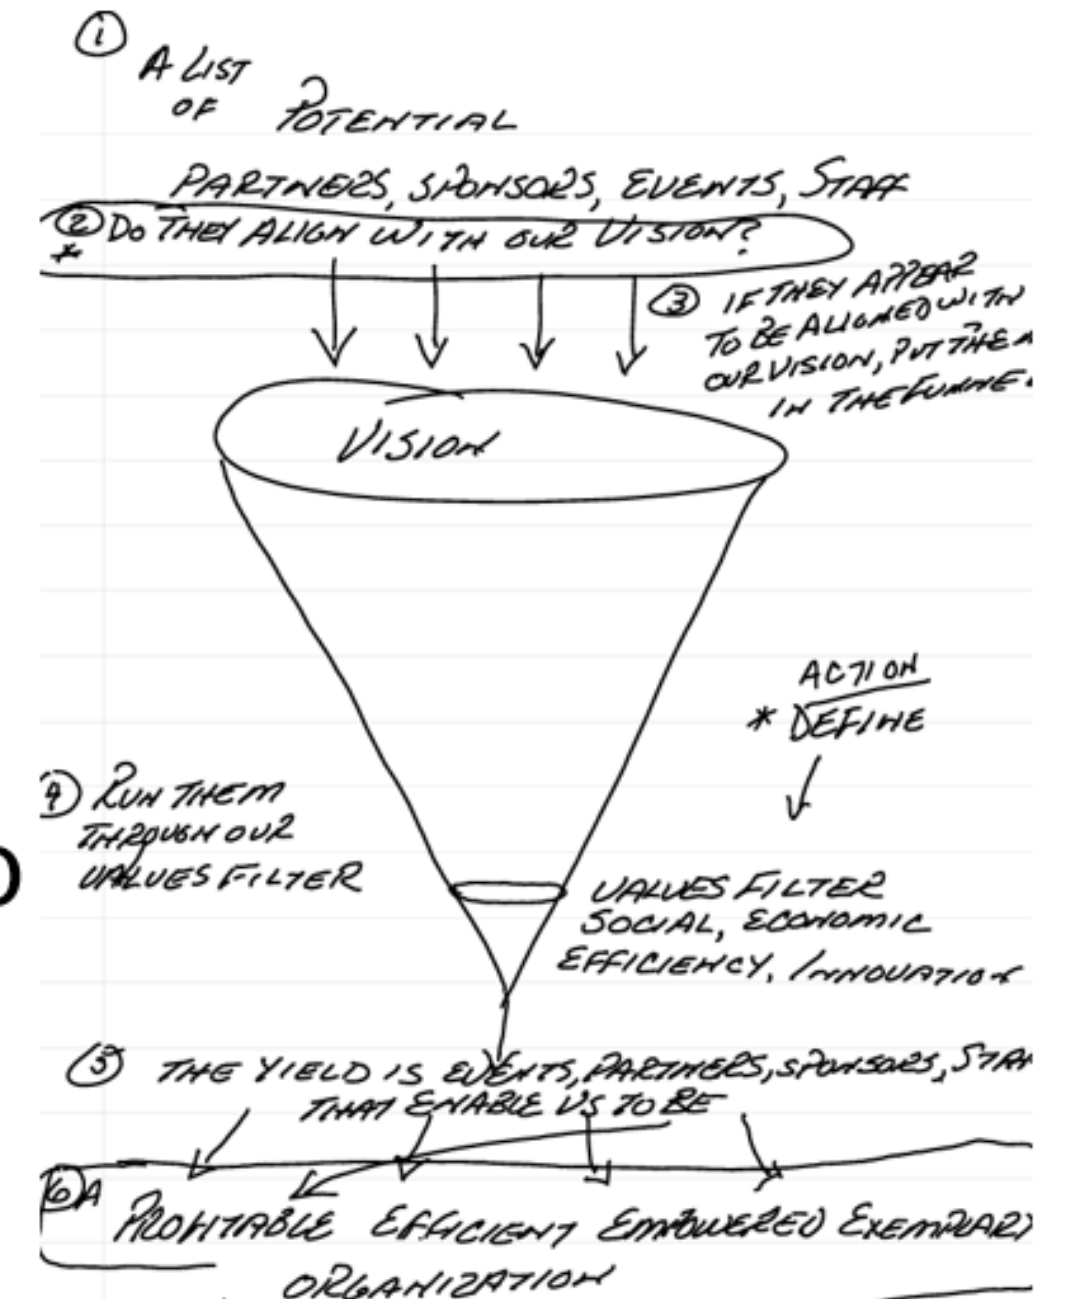 ①
A LIST
OF POTENTIAL
PARTNERS, SPONSORS, EVENTS, STAFF
② DO THEY ALIGN WITH OUR VISION?
*
③ IF THEY APPEAR
TO BE ALIGNED WITH
OUR VISION, PUT THEM
IN THE FUNNEL
VISION
ACTION
* DEFINE
④ RUN THEM
THROUGH OUR
VALUES FILTER
VALUES FILTER
SOCIAL, ECONOMIC
EFFICIENCY, INNOVATION
⑤ THE YIELD IS EVENTS, PARTNERS, SPONSORS, STAF
THAT ENABLE US TO BE
⑥ A
PROFITABLE EFFICIENT EMPOWERED EXEMPLARY
ORGANIZATION